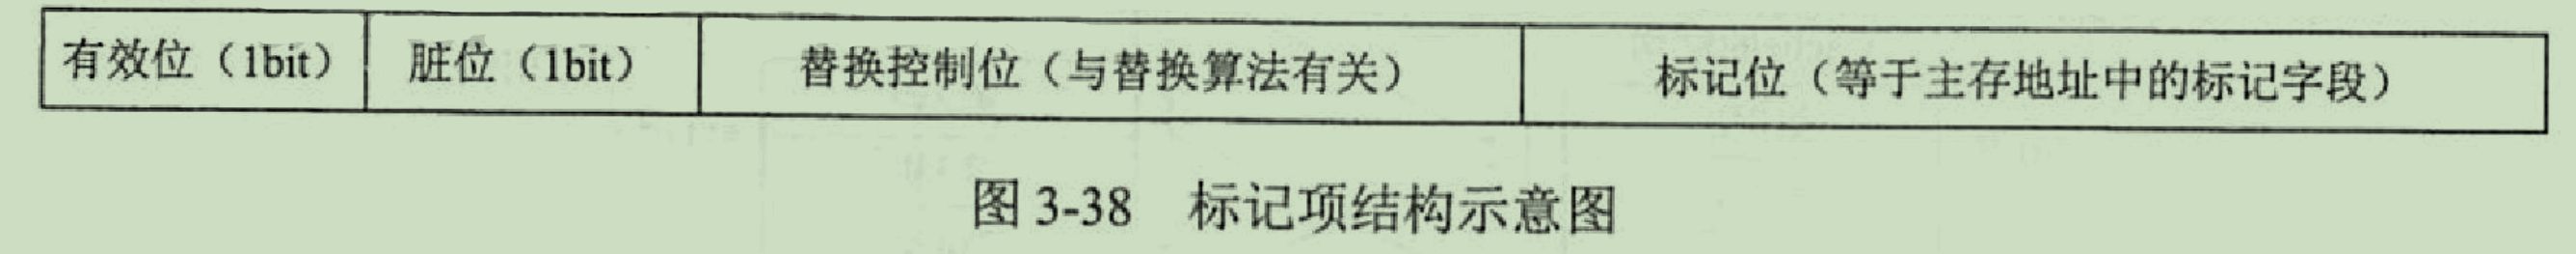 有效位（1bit） 脏位（1bit） 替换控制位（与替换算法有关） 标记位（等于主存地址中的标记字段）
图 3-38 标记项结构示意图